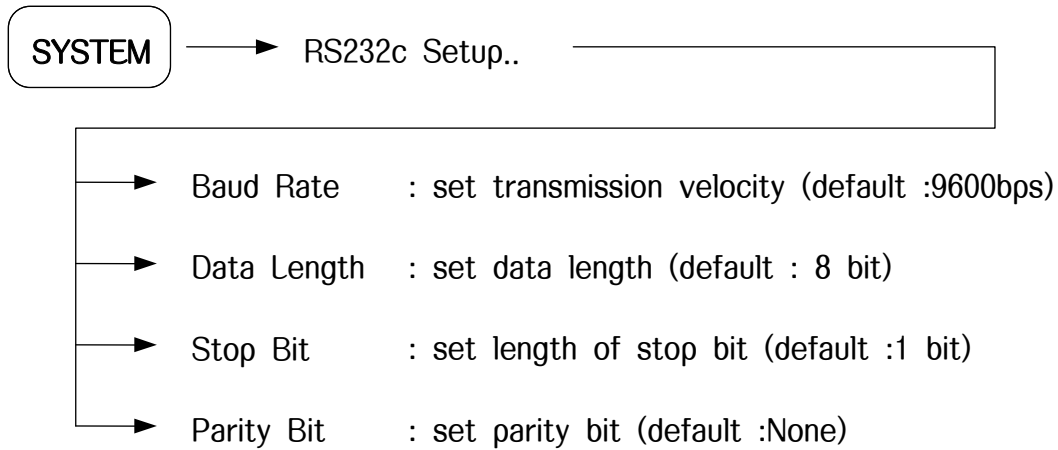 SYSTEM RS232c Setup..
Baud Rate : set transmission velocity (default :9600bps)
Data Length : set data length (default : 8 bit)
Stop Bit : set length of stop bit (default :1 bit)
Parity Bit : set parity bit (default :None)